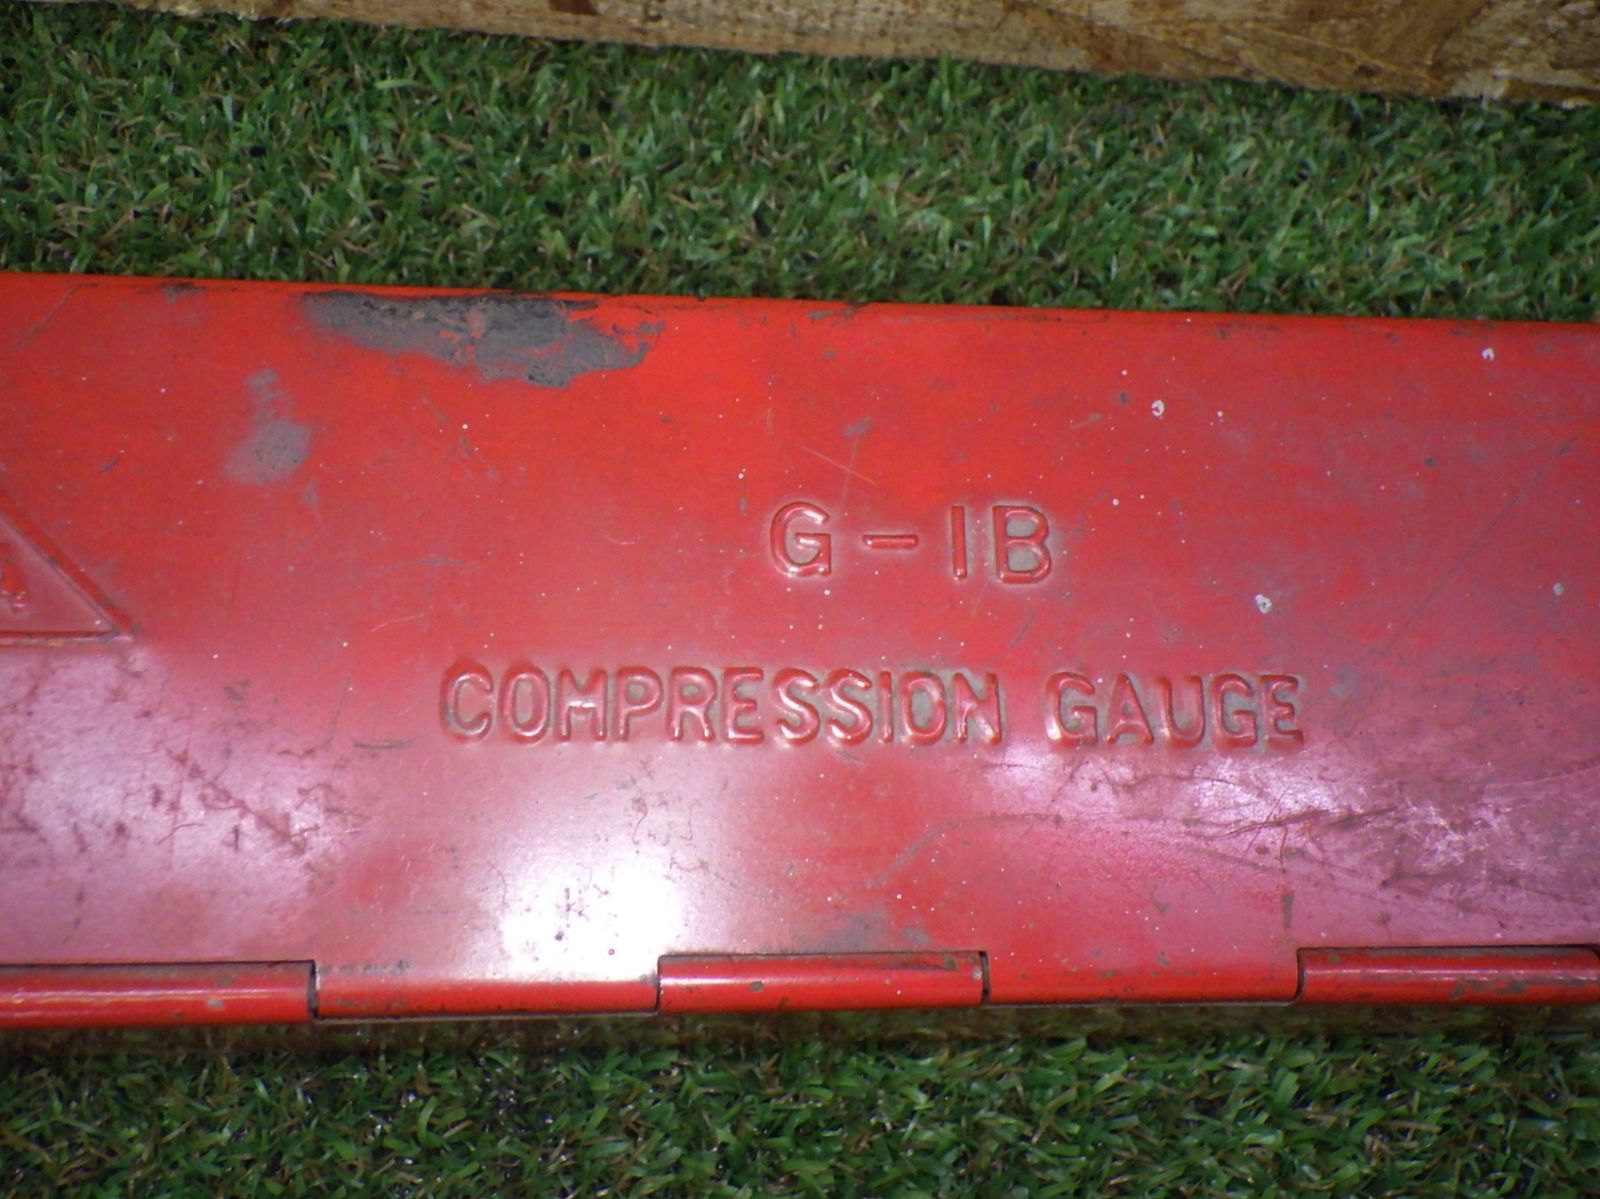 G-1B
COMPRESSION GAUGE